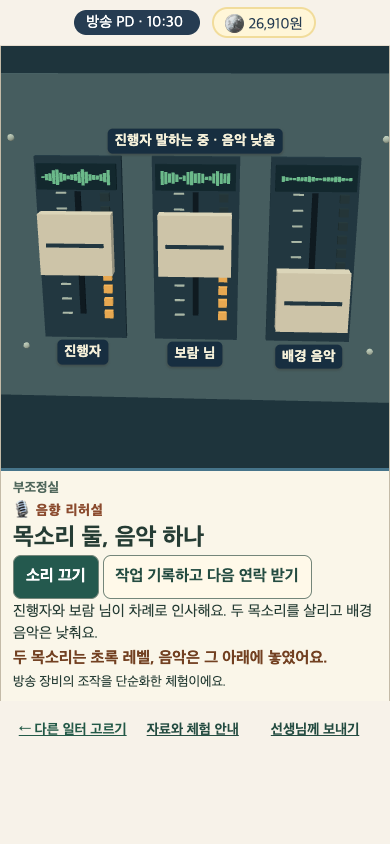 방송 PD · 10:30
26,910원
진행자 말하는 중 · 음악 낮춤
진행자
보람 님
배경 음악
부조정실
음향 리허설
목소리 둘, 음악 하나
소리 끄기
작업 기록하고 다음 연락 받기
진행자와 보람 님이 차례로 인사해요. 두 목소리를 살리고 배경
음악은 낮춰요.
두 목소리는 초록 레벨, 음악은 그 아래에 놓였어요.
방송 장비의 조작을 단순화한 체험이에요.
← 다른 일터 고르기
자료와 체험 안내
선생님께 보내기